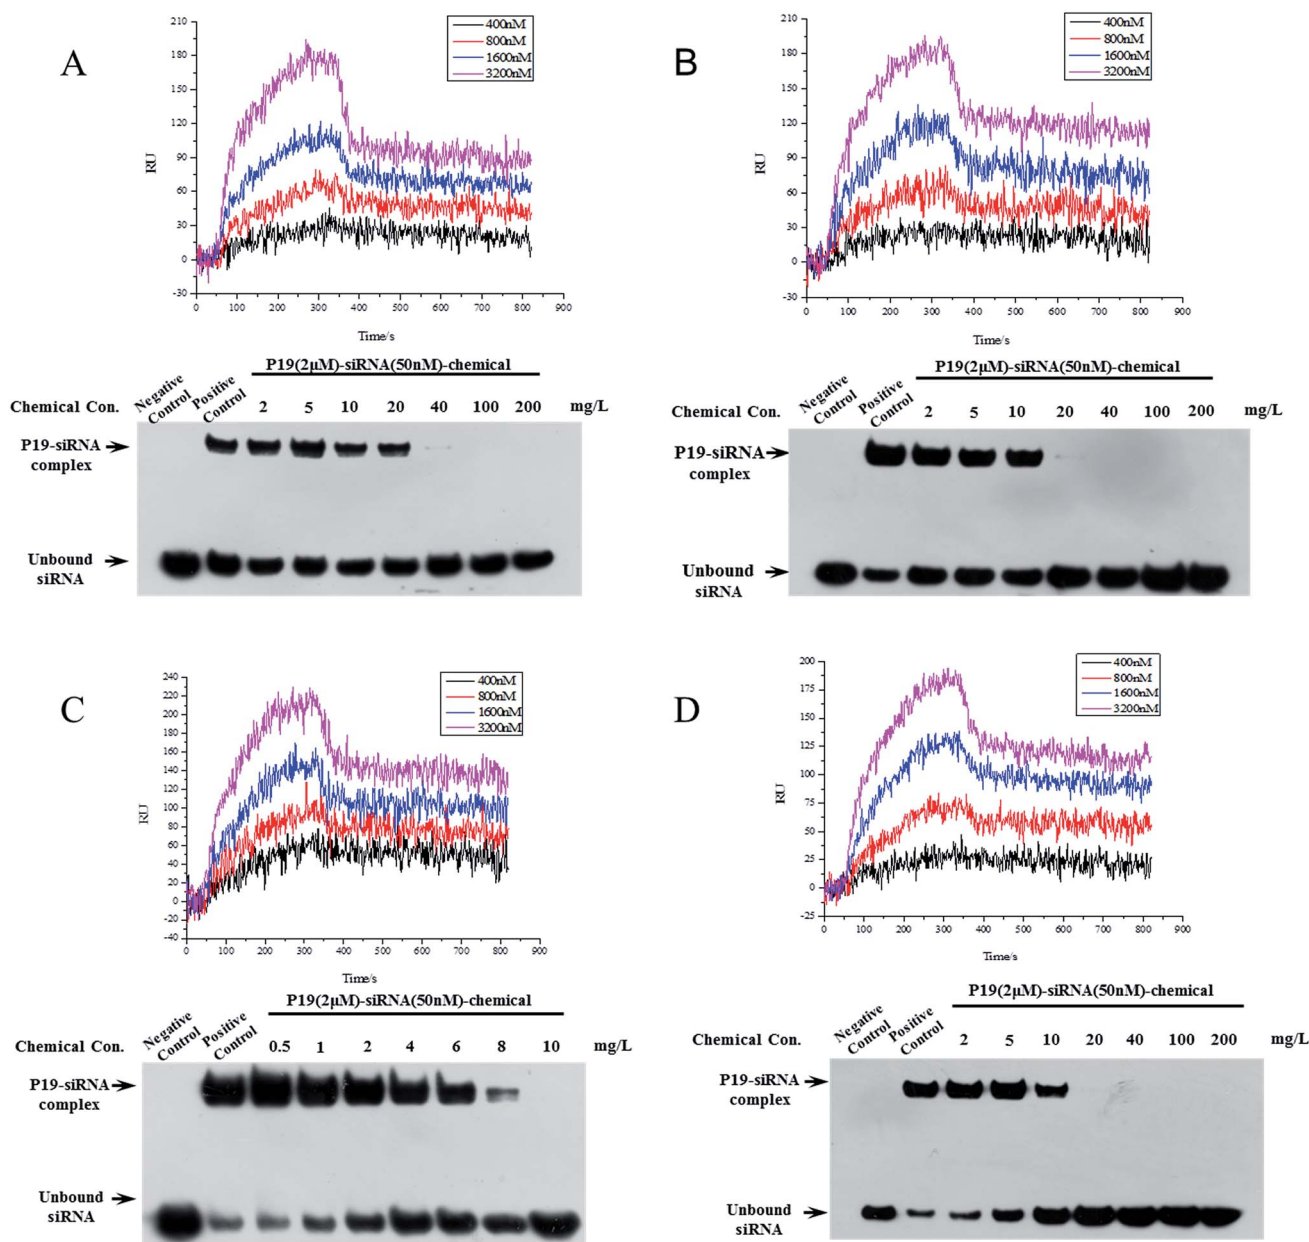 A
210
180
150
120
90
60
30
0
-30
RU
0 100 200 300 400 500 600 700 800 900
Time/s
400nM
800nM
1600nM
3200nM
P19(2μM)-siRNA(50nM)-chemical
Negative
Control
Positive
Control
Chemical Con. 2 5 10 20 40 100 200 mg/L
P19-siRNA
complex
Unbound
siRNA
B
210
180
150
120
90
60
30
0
-30
RU
0 100 200 300 400 500 600 700 800 900
Time/s
400nM
800nM
1600nM
3200nM
P19(2μM)-siRNA(50nM)-chemical
Negative
Control
Positive
Control
Chemical Con. 2 5 10 20 40 100 200 mg/L
P19-siRNA
complex
Unbound
siRNA
C
240
220
200
180
160
140
120
100
80
60
40
20
0
-20
-40
RU
0 100 200 300 400 500 600 700 800 900
Time/s
400nM
800nM
1600nM
3200nM
P19(2μM)-siRNA(50nM)-chemical
Negative
Control
Positive
Control
Chemical Con. 0.5 1 2 4 6 8 10 mg/L
P19-siRNA
complex
Unbound
siRNA
D
200
175
150
125
100
75
50
25
0
-25
RU
0 100 200 300 400 500 600 700 800 900
Time/s
400nM
800nM
1600nM
3200nM
P19(2μM)-siRNA(50nM)-chemical
Negative
Control
Positive
Control
Chemical Con. 2 5 10 20 40 100 200 mg/L
P19-siRNA
complex
Unbound
siRNA